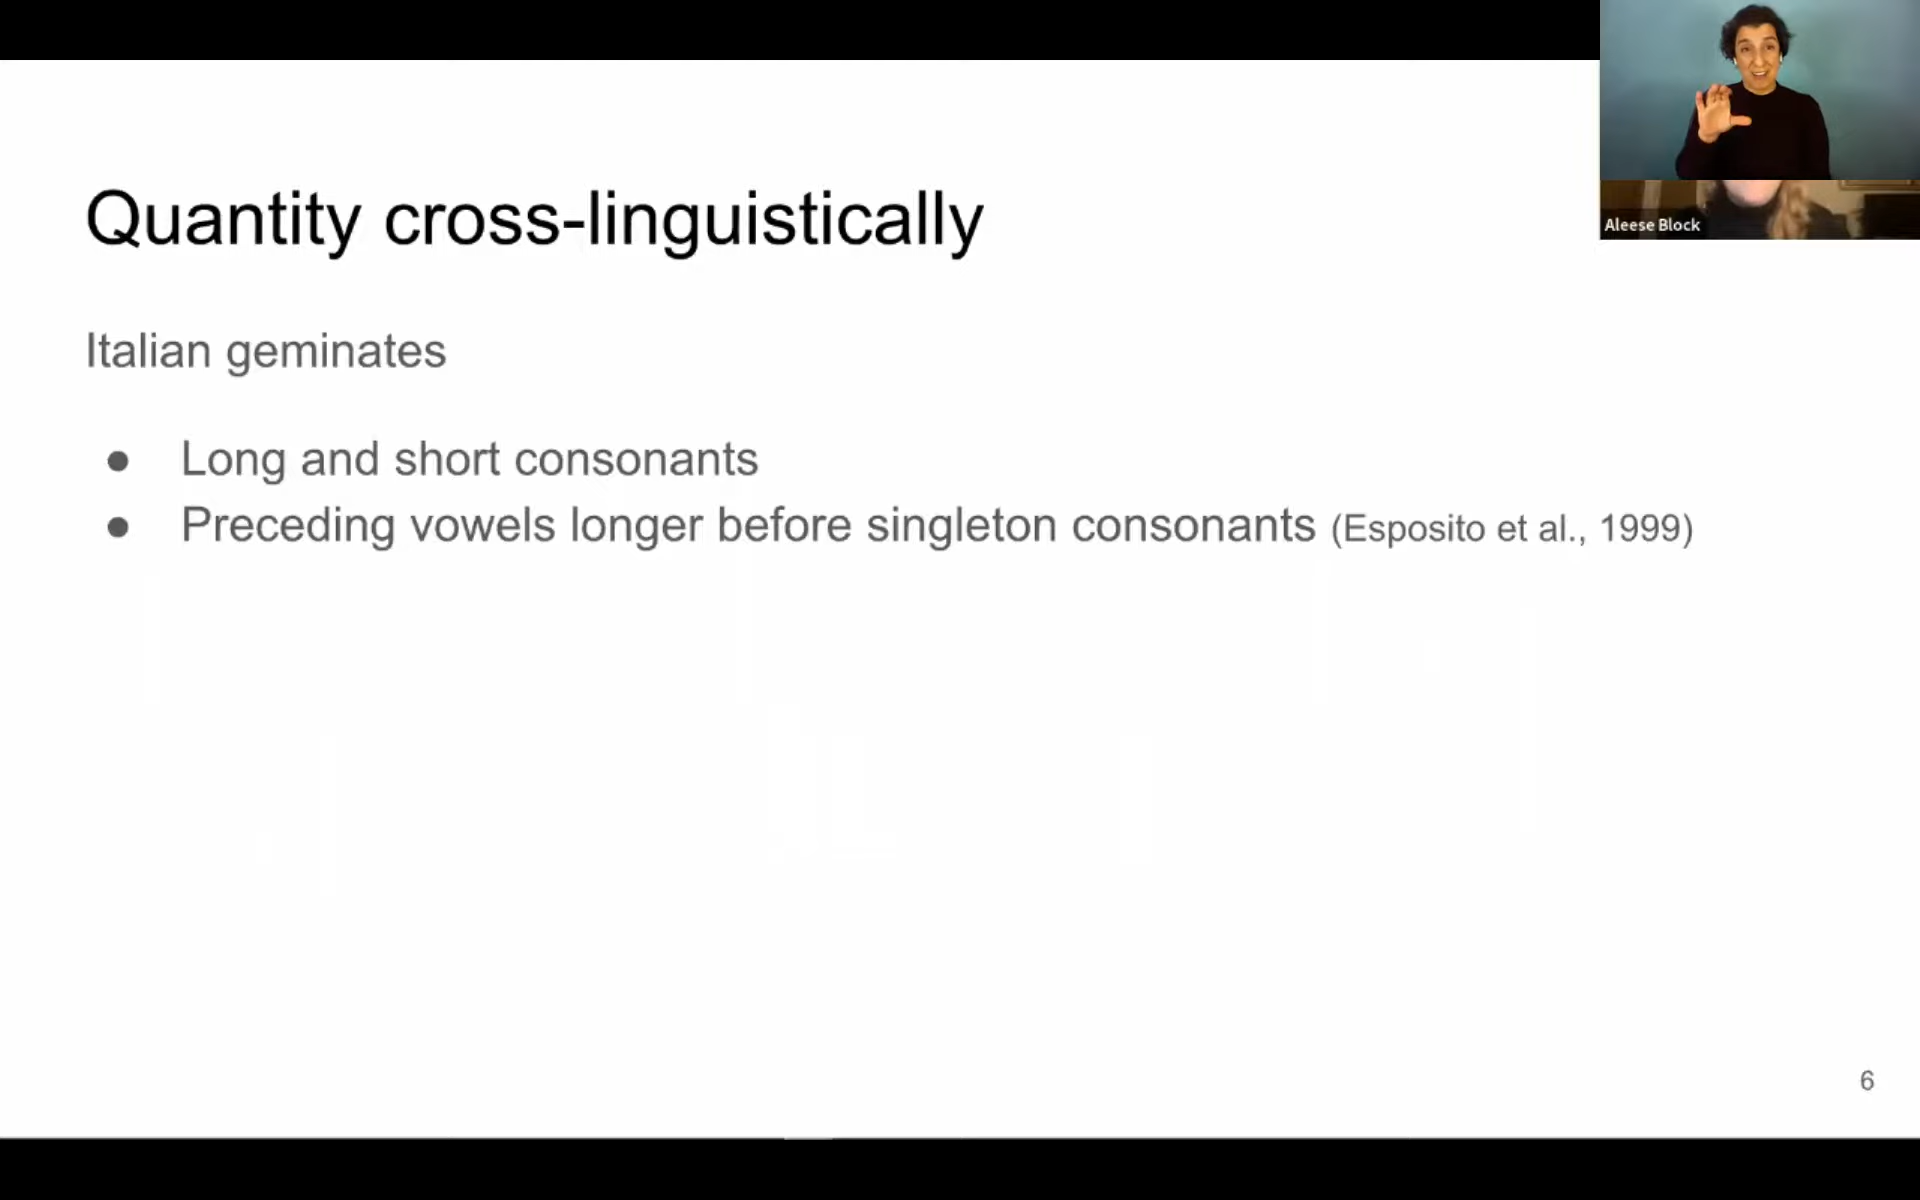 Quantity cross-linguistically
Aleese Block
Italian geminates
● Long and short consonants
● Preceding vowels longer before singleton consonants (Esposito et al., 1999)
6